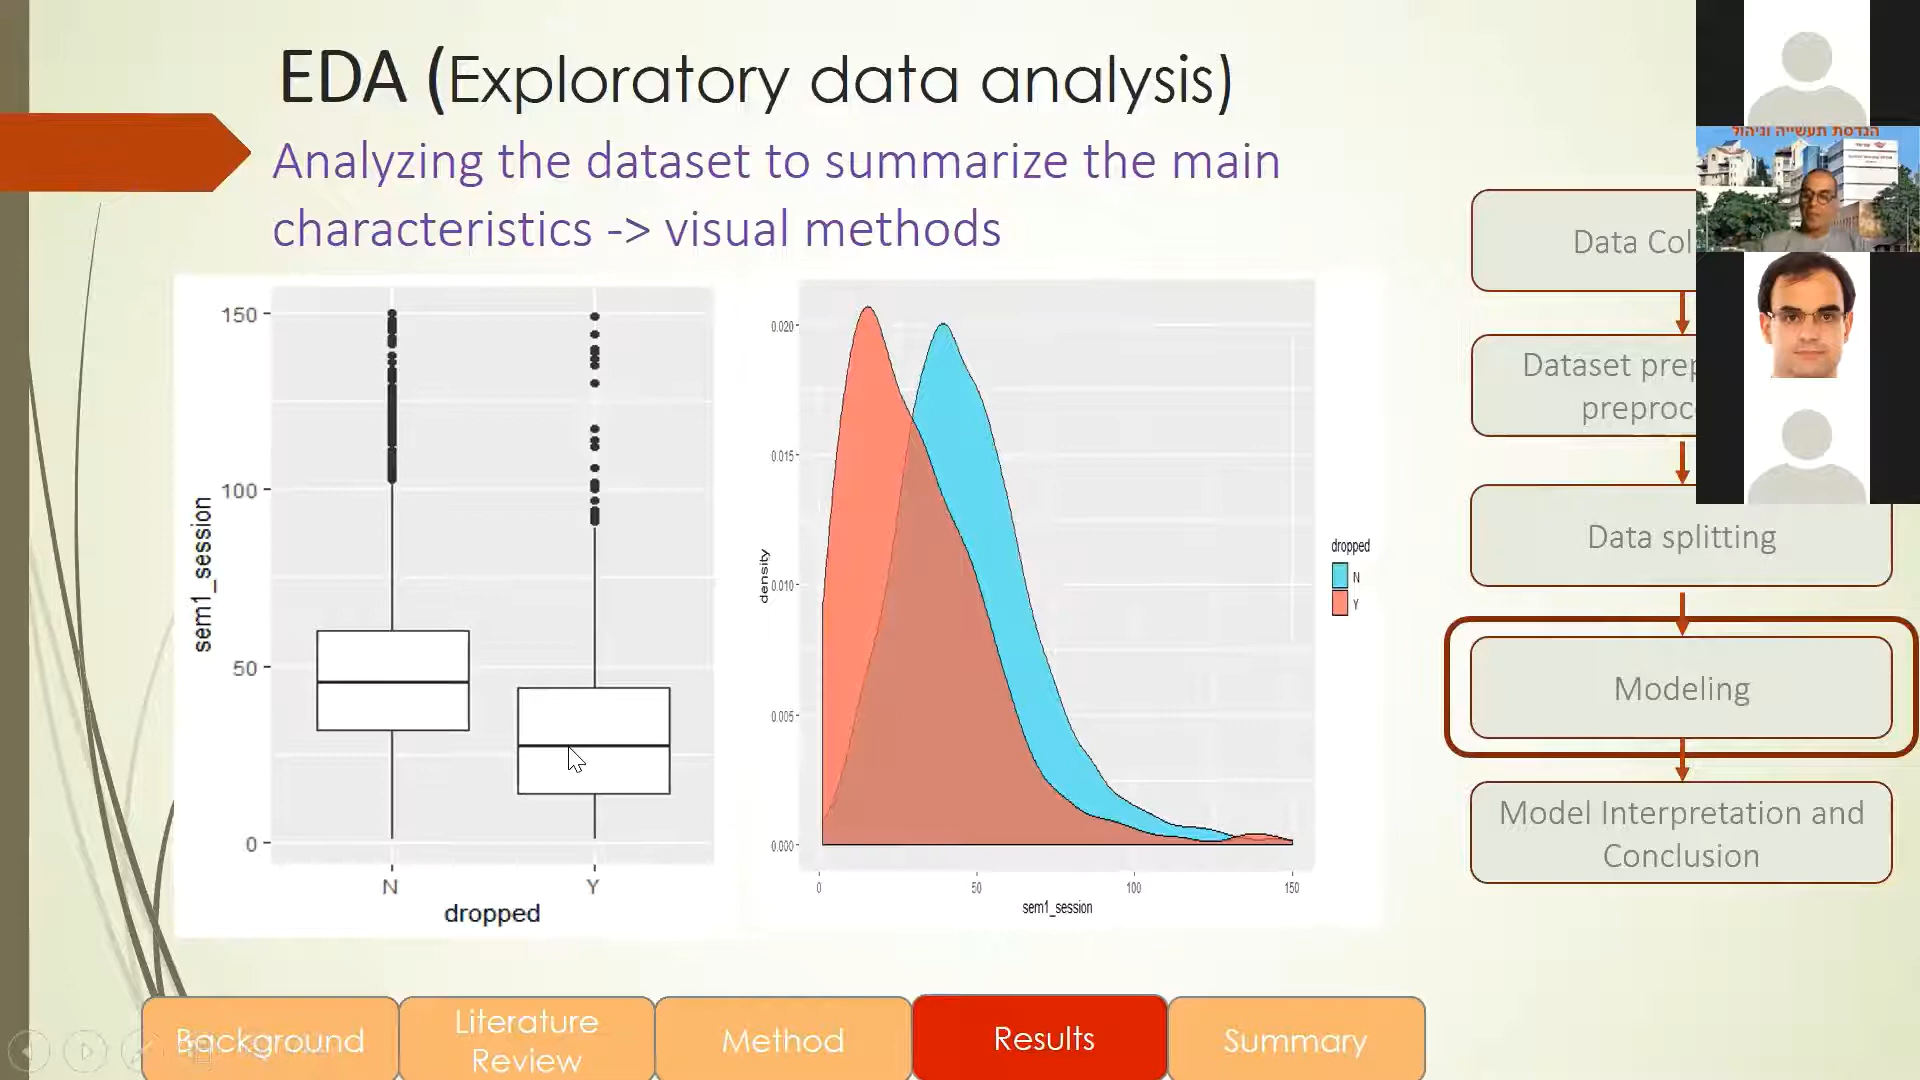 EDA (Exploratory data analysis)
Analyzing the dataset to summarize the main
characteristics -> visual methods
150
100
50
0
sem1_session
N
Y
dropped
0.020
0.015
0.010
0.005
0.000
density
0
50
100
150
sem1_session
dropped
N
Y
הנדסת תעשייה וניהול
Data Col
Dataset prep
preproc
Data splitting
Modeling
Model Interpretation and
Conclusion
Background
Literature
Review
Method
Results
Summary